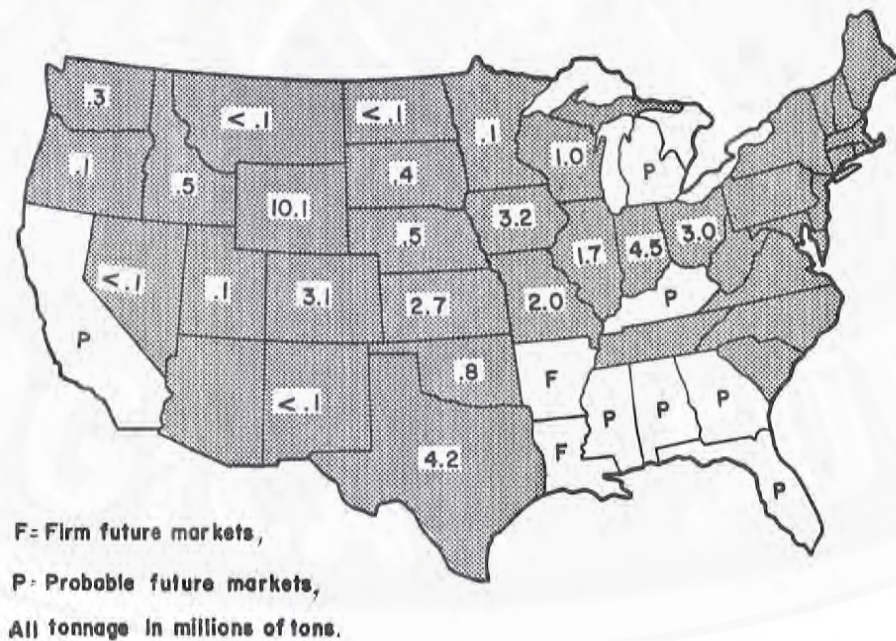 .3
< .1
< .1
.1
1.0
P
.1
.5
.4
10.1
3.2
.5
1.7
4.5
3.0
< .1
.1
3.1
2.7
2.0
P
P
.8
F
< .1
P
P
P
F
4.2
P
F= Firm future markets,
P= Probable future markets,
All tonnage in millions of tons.